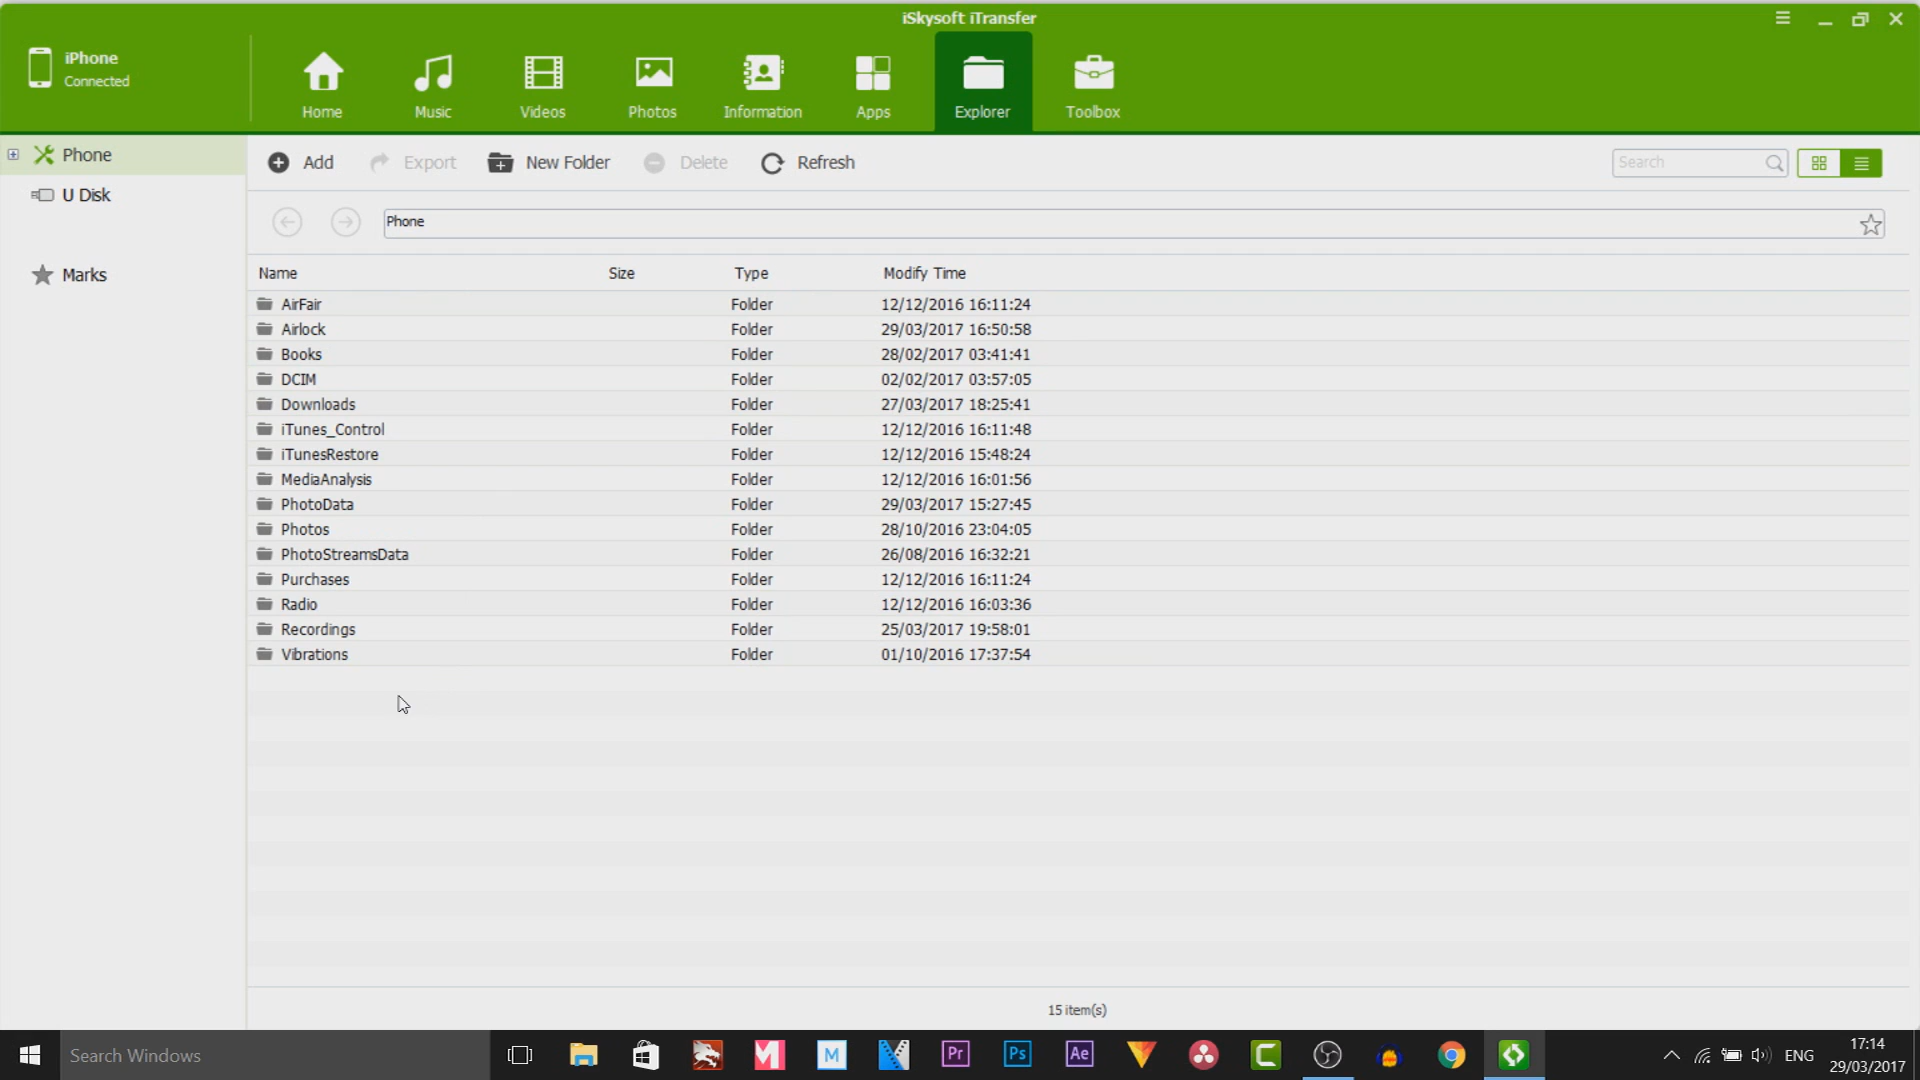 iSkysoft iTransfer
iPhone
Connected
Home
Music
Videos
Photos
Information
Apps
Explorer
Toolbox
Phone
U Disk
Marks
Add
Export
New Folder
Delete
Refresh
Search
Phone
Name Size Type Modify Time
AirFair Folder 12/12/2016 16:11:24
Airlock Folder 29/03/2017 16:50:58
Books Folder 28/02/2017 03:41:41
DCIM Folder 02/02/2017 03:57:05
Downloads Folder 27/03/2017 18:25:41
iTunes_Control Folder 12/12/2016 16:11:48
iTunesRestore Folder 12/12/2016 15:48:24
MediaAnalysis Folder 12/12/2016 16:01:56
PhotoData Folder 29/03/2017 15:27:45
Photos Folder 28/10/2016 23:04:05
PhotoStreamsData Folder 26/08/2016 16:32:21
Purchases Folder 12/12/2016 16:11:24
Radio Folder 12/12/2016 16:03:36
Recordings Folder 25/03/2017 19:58:01
Vibrations Folder 01/10/2016 17:37:54
15 item(s)
Search Windows
M
M
Pr
Ps
Ae
ENG
17:14
29/03/2017